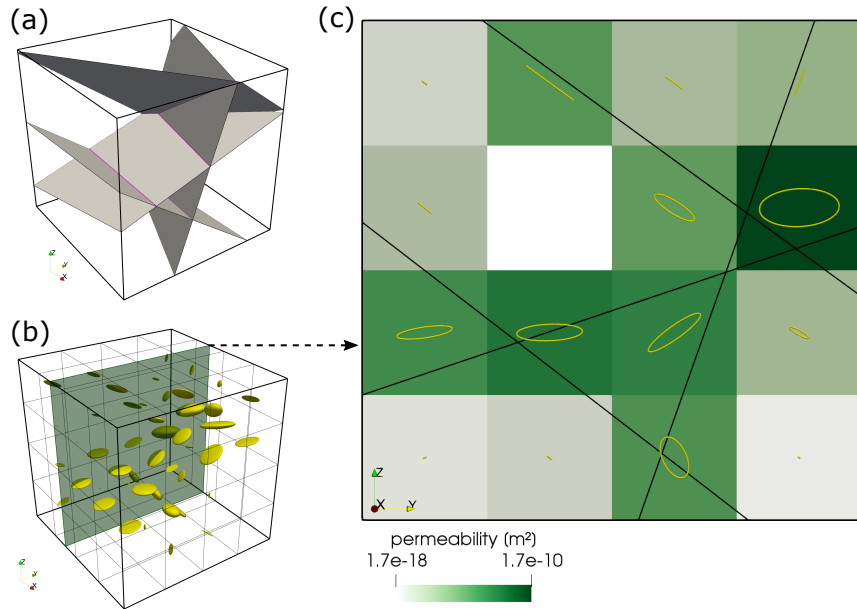 (a)
(c)
Z
Y
X
(b)
Z
Y
X
Z
X
Y
permeability [m²]
1.7e-18
1.7e-10